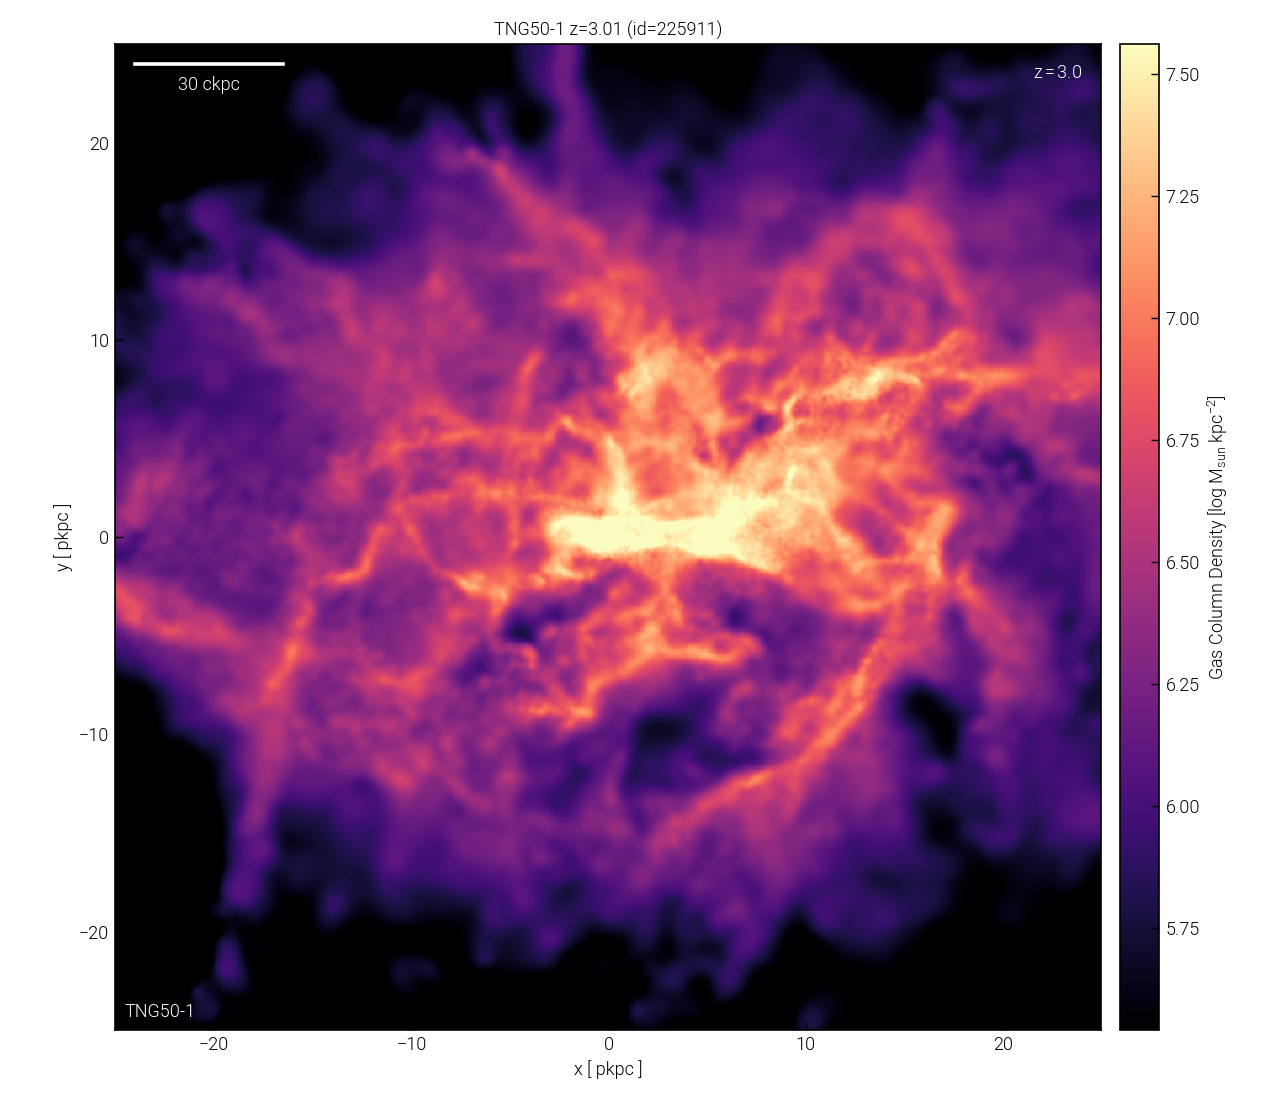 TNG50-1 z=3.01 (id=225911)
30 ckpc
z=3.0
TNG50-1
20
10
0
−10
−20
y [ pkpc ]
−20
−10
0
10
20
x [ pkpc ]
7.50
7.25
7.00
6.75
6.50
6.25
6.00
5.75
Gas Column Density [log M_sun kpc^−2]